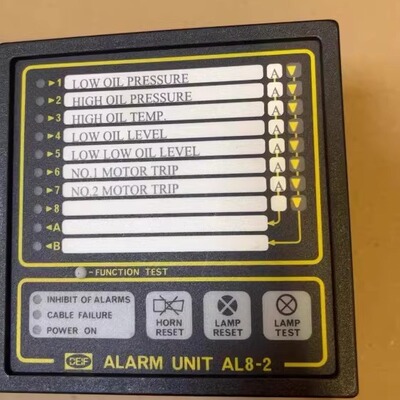 1 LOW OIL PRESSURE A
2 HIGH OIL PRESSURE A
3 HIGH OIL TEMP. A
4 LOW OIL LEVEL A
5 LOW LOW OIL LEVEL A
6 NO.1 MOTOR TRIP A
7 NO.2 MOTOR TRIP A
8
A
B
-FUNCTION TEST
INHIBIT OF ALARMS
CABLE FAILURE
POWER ON
HORN
RESET
LAMP
RESET
LAMP
TEST
DEIF ALARM UNIT AL8-2